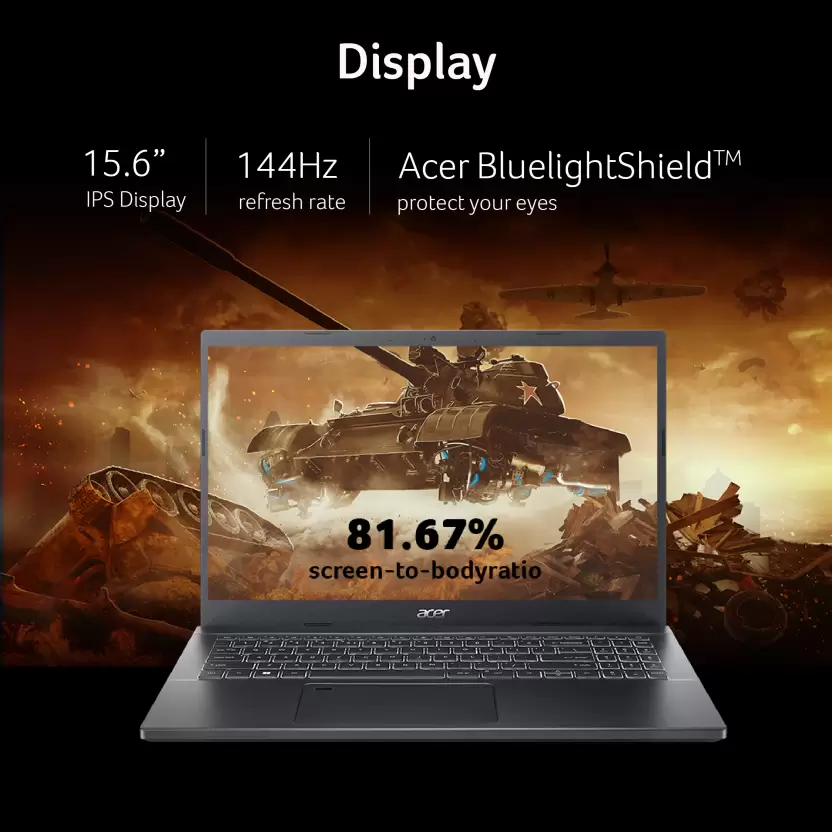 Display
15.6”
IPS Display
144Hz
refresh rate
Acer BluelightShield™
protect your eyes
81.67%
screen-to-bodyratio
acer